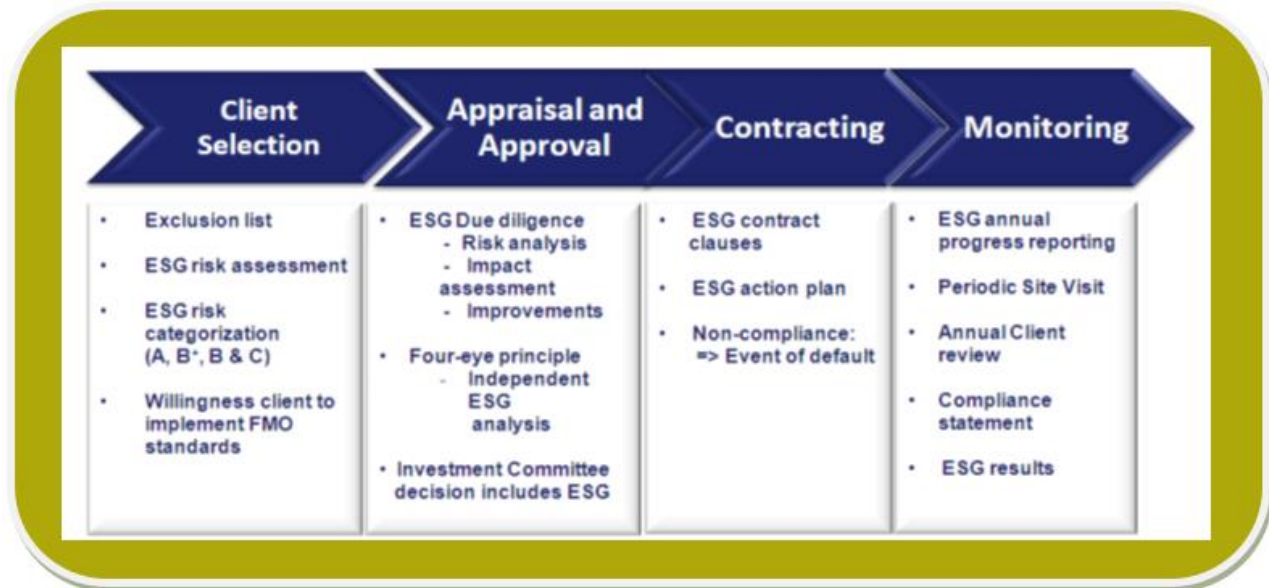 Client
Selection
• Exclusion list
• ESG risk assessment
• ESG risk
categorization
(A, B⁺, B & C)
• Willingness client to
implement FMO
standards
Appraisal and
Approval
• ESG Due diligence
- Risk analysis
- Impact
assessment
- Improvements
• Four-eye principle
- Independent
ESG
analysis
• Investment Committee
decision includes ESG
Contracting
• ESG contract
clauses
• ESG action plan
• Non-compliance:
=> Event of default
Monitoring
• ESG annual
progress reporting
• Periodic Site Visit
• Annual Client
review
• Compliance
statement
• ESG results